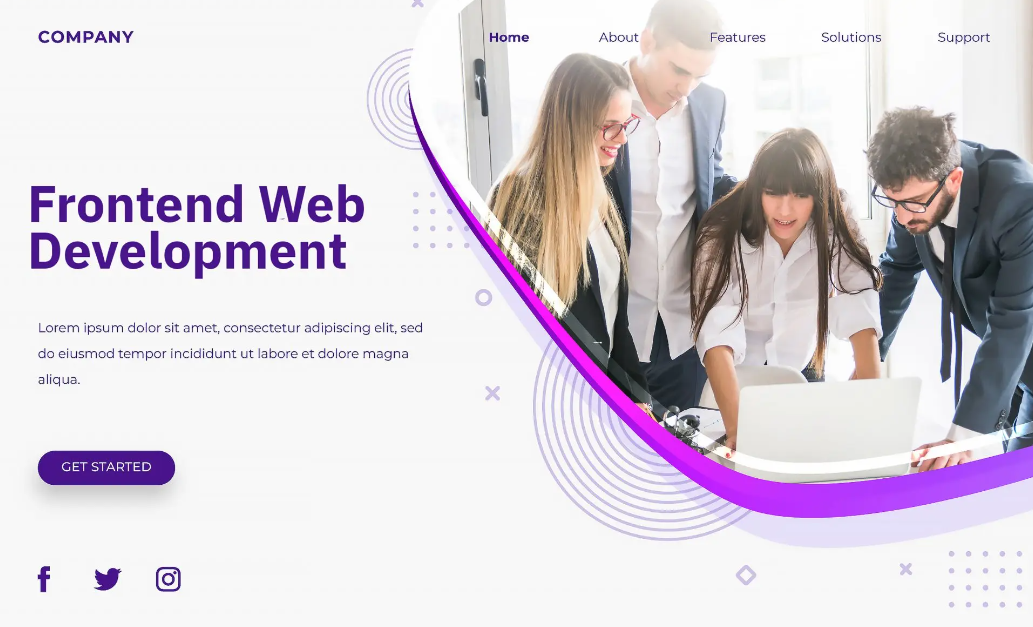 COMPANY
Home About Features Solutions Support
Frontend Web
Development
Lorem ipsum dolor sit amet, consectetur adipiscing elit, sed
do eiusmod tempor incididunt ut labore et dolore magna
aliqua.
GET STARTED